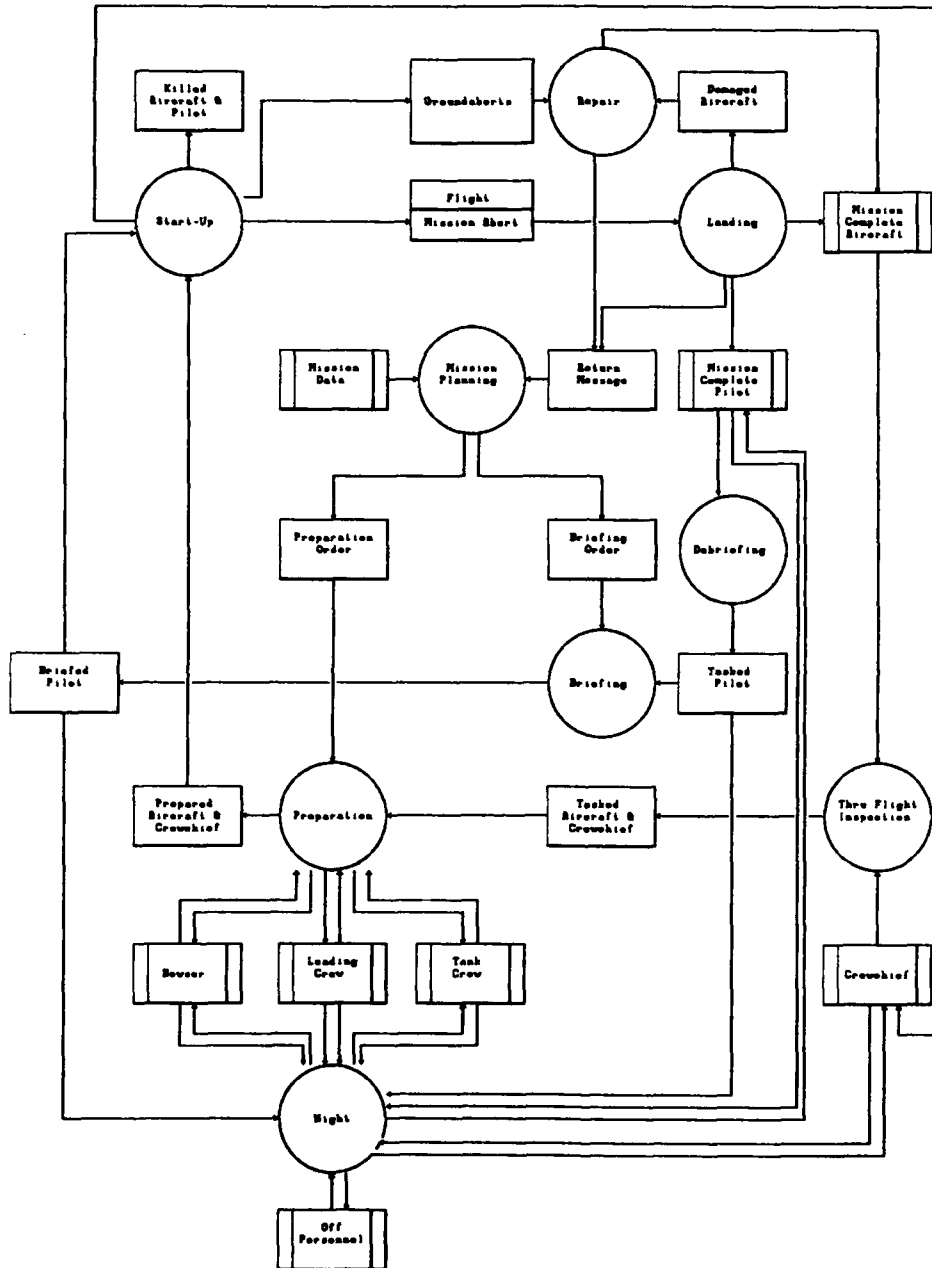 Killed
Aircraft &
Pilot
Groundaborts
Repair
Damaged
Aircraft
Start-Up
Flight
Mission Abort
Landing
Mission
Complete
Aircraft
Mission
Data
Mission
Planning
Return
Message
Mission
Complete
Pilot
Preparation
Order
Briefing
Order
Debriefing
Briefed
Pilot
Briefing
Tasked
Pilot
Prepared
Aircraft &
Crewchief
Preparation
Tasked
Aircraft &
Crewchief
Thru Flight
Inspection
Bowser
Loading
Crew
Tank
Crew
Crewchief
Night
Off
Personnel